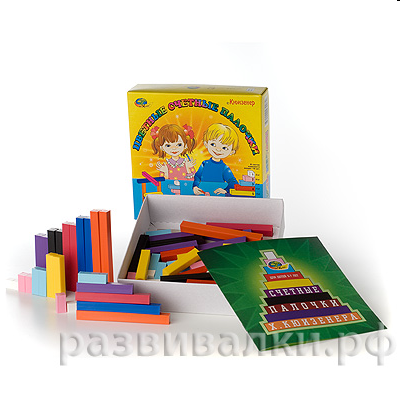 Х.Кюизенер
ЦВЕТНЫЕ СЧЕТНЫЕ ПАЛОЧКИ
СЧЕТНЫЕ
ПАЛОЧКИ
Х.КЮИЗЕНЕРА
развивалки.рф